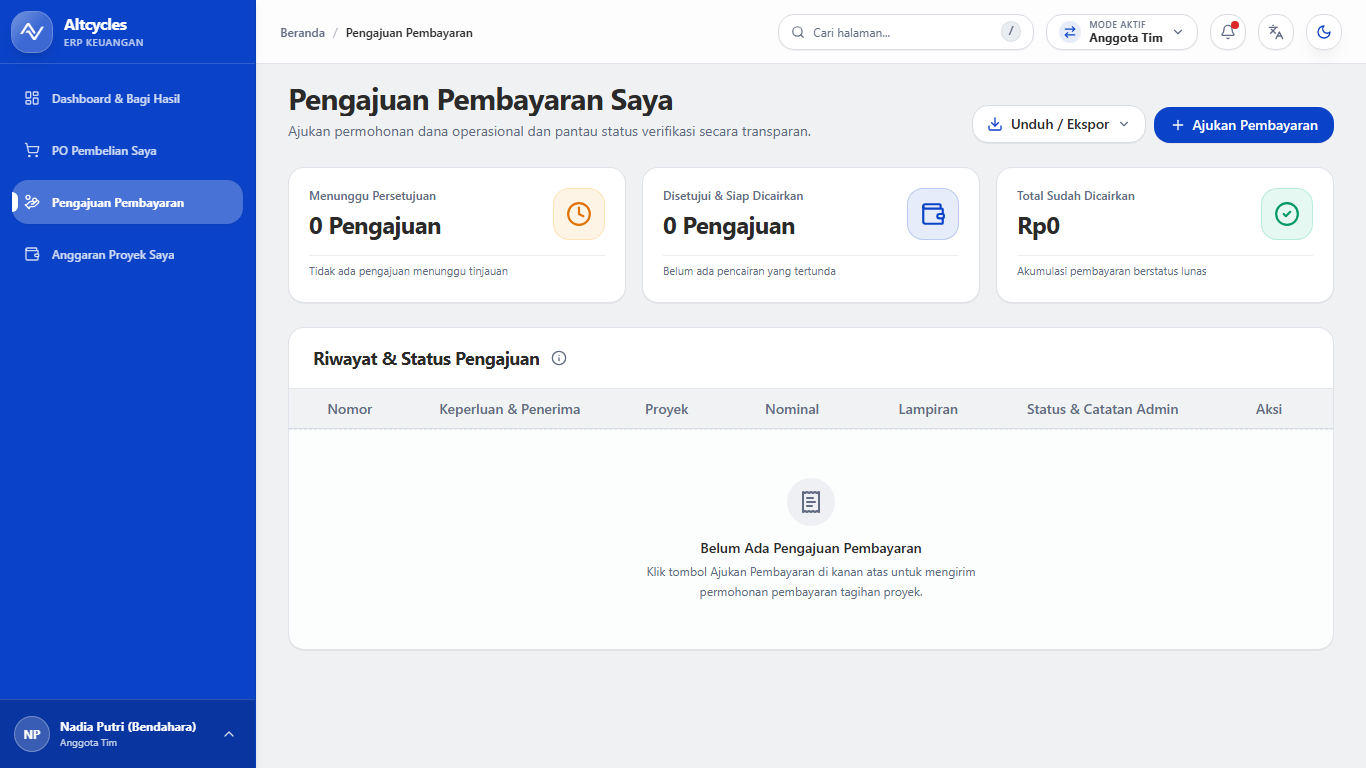 Altcycles
ERP KEUANGAN
Dashboard & Bagi Hasil
PO Pembelian Saya
Pengajuan Pembayaran
Anggaran Proyek Saya
NP
Nadia Putri (Bendahara)
Anggota Tim
Beranda / Pengajuan Pembayaran
Cari halaman...
/
MODE AKTIF
Anggota Tim
Pengajuan Pembayaran Saya
Ajukan permohonan dana operasional dan pantau status verifikasi secara transparan.
Unduh / Ekspor
+ Ajukan Pembayaran
Menunggu Persetujuan
0 Pengajuan
Tidak ada pengajuan menunggu tinjauan
Disetujui & Siap Dicairkan
0 Pengajuan
Belum ada pencairan yang tertunda
Total Sudah Dicairkan
Rp0
Akumulasi pembayaran berstatus lunas
Riwayat & Status Pengajuan
Nomor Keperluan & Penerima Proyek Nominal Lampiran Status & Catatan Admin Aksi
Belum Ada Pengajuan Pembayaran
Klik tombol Ajukan Pembayaran di kanan atas untuk mengirim
permohonan pembayaran tagihan proyek.